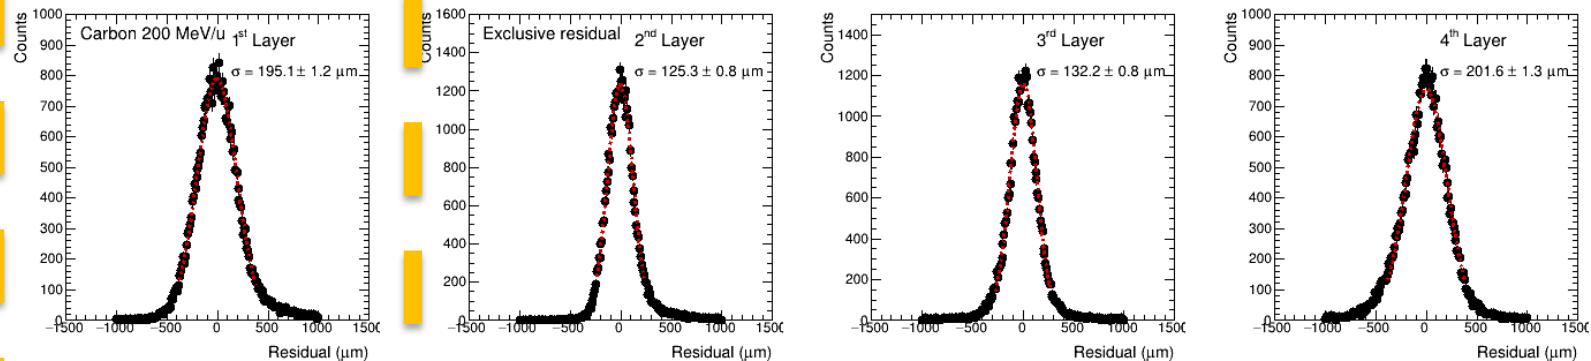 Counts
1000
900
800
700
600
500
400
300
200
100
0
Carbon 200 MeV/u 1st Layer
σ = 195.1 ± 1.2 μm
−1500 −1000 −500 0 500 1000 1500
Residual (μm)
Counts
1600
1400
1200
1000
800
600
400
200
0
Exclusive residual 2nd Layer
σ = 125.3 ± 0.8 μm
−1500 −1000 −500 0 500 1000 1500
Residual (μm)
Counts
1400
1200
1000
800
600
400
200
0
3rd Layer
σ = 132.2 ± 0.8 μm
−1500 −1000 −500 0 500 1000 1500
Residual (μm)
Counts
1000
900
800
700
600
500
400
300
200
100
0
4th Layer
σ = 201.6 ± 1.3 μm
−1500 −1000 −500 0 500 1000 1500
Residual (μm)